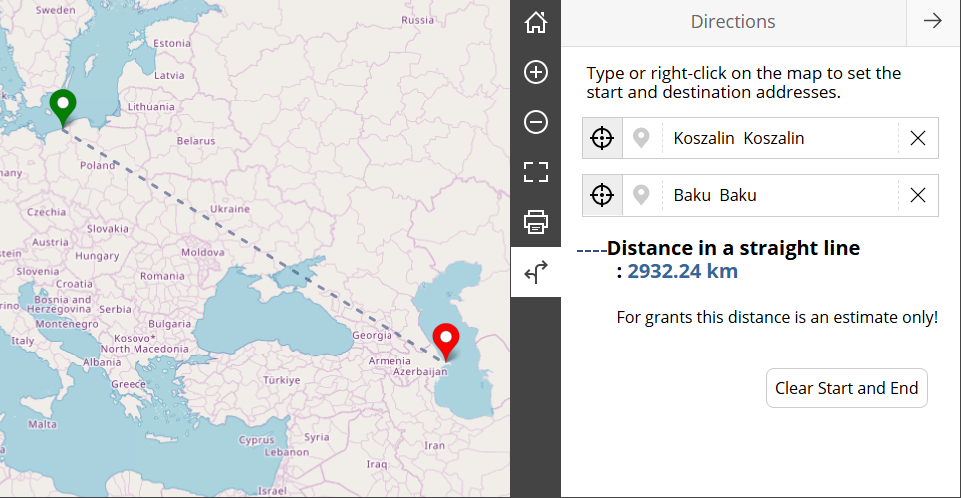 Sweden
Russia
Estonia
Latvia
Lithuania
Belarus
Poland
Ukraine
Czechia
Slovakia
Austria
Hungary
Moldova
Slovenia
Romania
Croatia
Bosnia and
Herzegovina
Serbia
Montenegro
Bulgaria
Italy
Kosovo*
North Macedonia
Albania
Georgia
Armenia
Azerbaijan
Greece
Türkiye
Malta
Cyprus
Syria
Lebanon
Iran
Iraq
Israel
Directions
Type or right-click on the map to set the
start and destination addresses.
Koszalin Koszalin
Baku Baku
----Distance in a straight line
: 2932.24 km
For grants this distance is an estimate only!
Clear Start and End